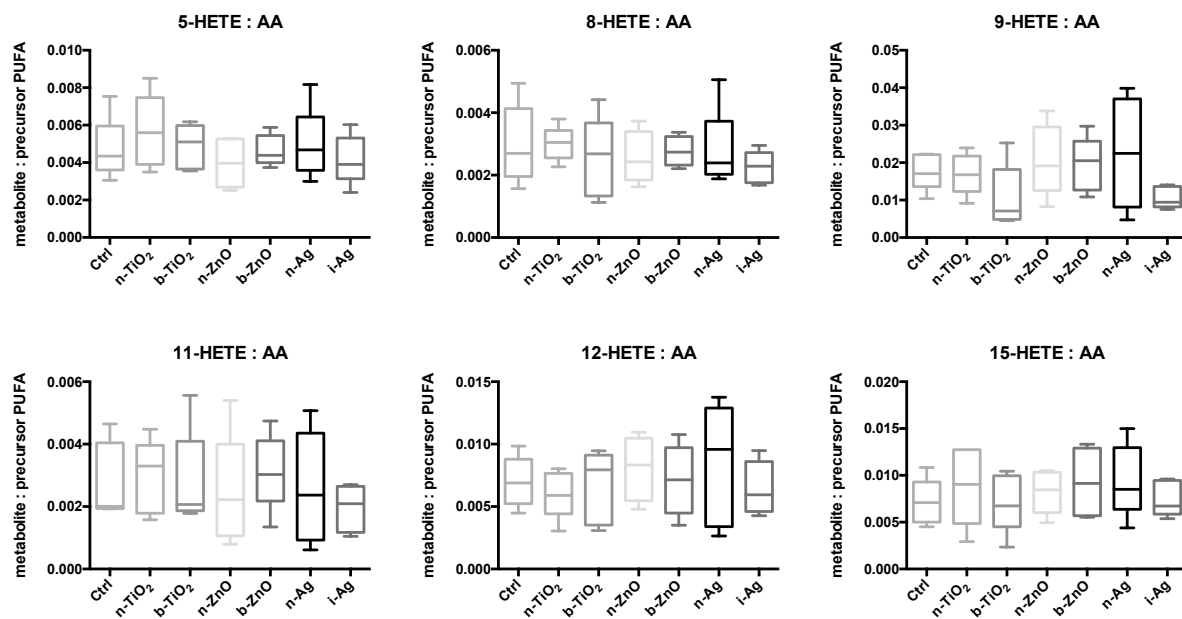 5-HETE : AA
metabolite : precursor PUFA
0.010
0.008
0.006
0.004
0.002
0.000
Ctrl
n-TiO₂
b-TiO₂
n-ZnO
b-ZnO
n-Ag
i-Ag
8-HETE : AA
metabolite : precursor PUFA
0.006
0.004
0.002
0.000
Ctrl
n-TiO₂
b-TiO₂
n-ZnO
b-ZnO
n-Ag
i-Ag
9-HETE : AA
metabolite : precursor PUFA
0.05
0.04
0.03
0.02
0.01
0.00
Ctrl
n-TiO₂
b-TiO₂
n-ZnO
b-ZnO
n-Ag
i-Ag
11-HETE : AA
metabolite : precursor PUFA
0.006
0.004
0.002
0.000
Ctrl
n-TiO₂
b-TiO₂
n-ZnO
b-ZnO
n-Ag
i-Ag
12-HETE : AA
metabolite : precursor PUFA
0.015
0.010
0.005
0.000
Ctrl
n-TiO₂
b-TiO₂
n-ZnO
b-ZnO
n-Ag
i-Ag
15-HETE : AA
metabolite : precursor PUFA
0.020
0.015
0.010
0.005
0.000
Ctrl
n-TiO₂
b-TiO₂
n-ZnO
b-ZnO
n-Ag
i-Ag